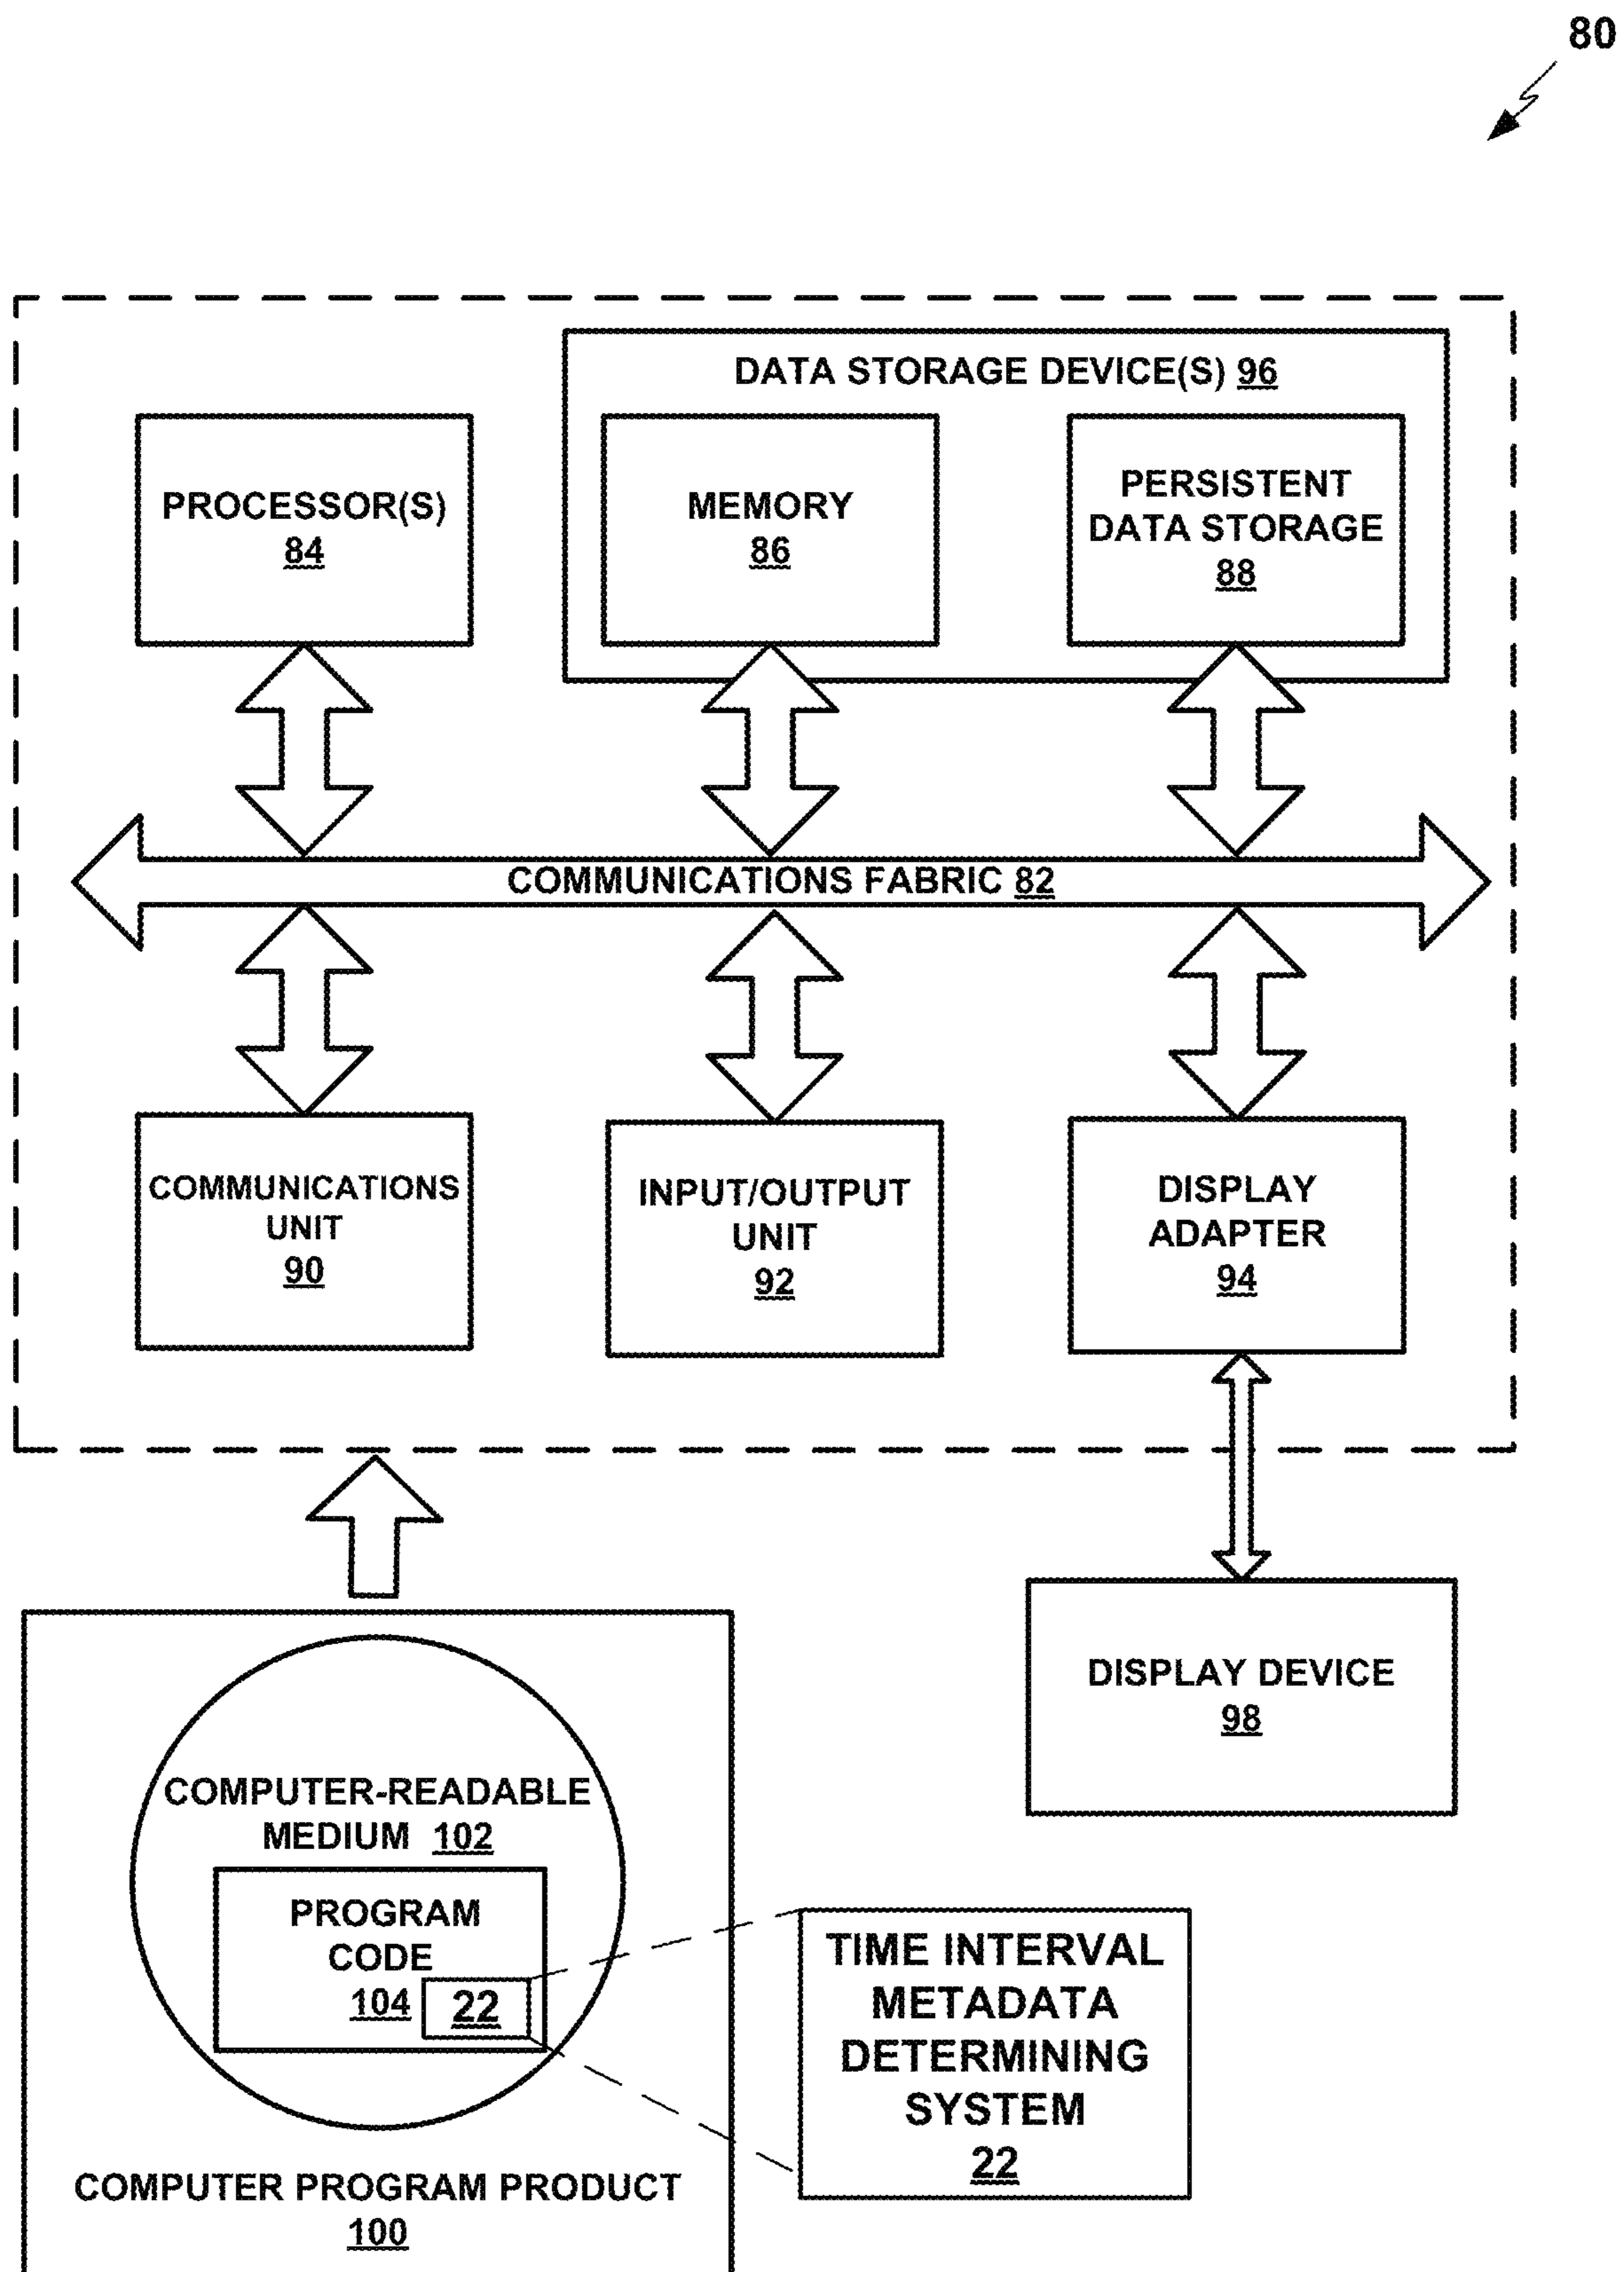 80
DATA STORAGE DEVICE(S) 96
PROCESSOR(S)
84
MEMORY
86
PERSISTENT
DATA STORAGE
88
COMMUNICATIONS FABRIC 82
COMMUNICATIONS
UNIT
90
INPUT/OUTPUT
UNIT
92
DISPLAY
ADAPTER
94
DISPLAY DEVICE
98
COMPUTER-READABLE
MEDIUM 102
PROGRAM
CODE
104
22
TIME INTERVAL
METADATA
DETERMINING
SYSTEM
22
COMPUTER PROGRAM PRODUCT
100